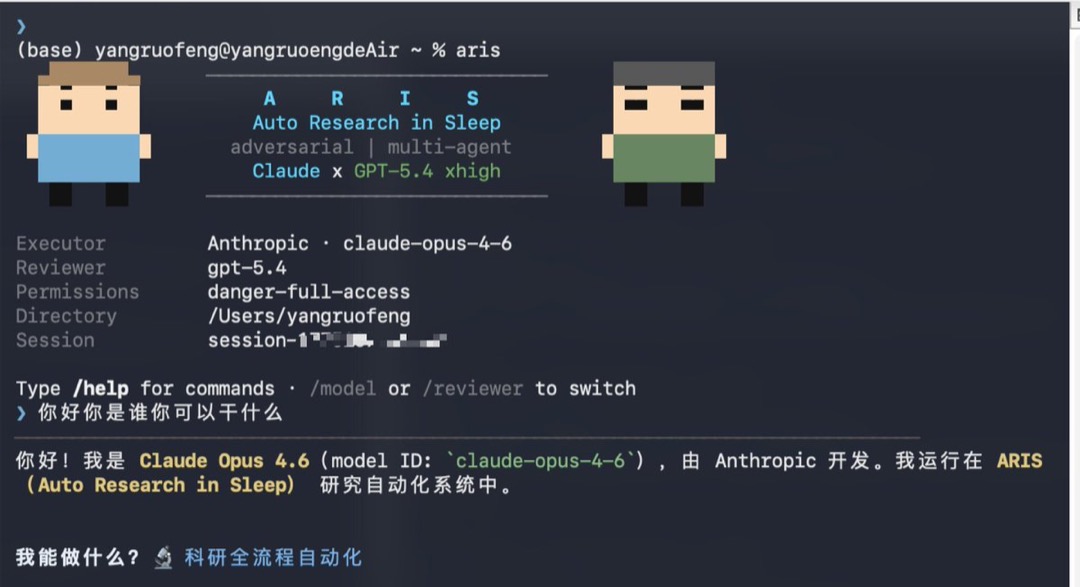 ❯
(base) yangruofeng@yangruoengdeAir ~ % aris
A R I S
Auto Research in Sleep
adversarial | multi-agent
Claude x GPT-5.4 xhigh
Executor Anthropic · claude-opus-4-6
Reviewer gpt-5.4
Permissions danger-full-access
Directory /Users/yangruofeng
Session session-
Type /help for commands · /model or /reviewer to switch
❯ 你好你是谁你可以干什么
你好！我是 Claude Opus 4.6 (model ID: `claude-opus-4-6`) ，由 Anthropic 开发。我运行在 ARIS
(Auto Research in Sleep) 研究自动化系统中。
我能做什么? 🔬 科研全流程自动化